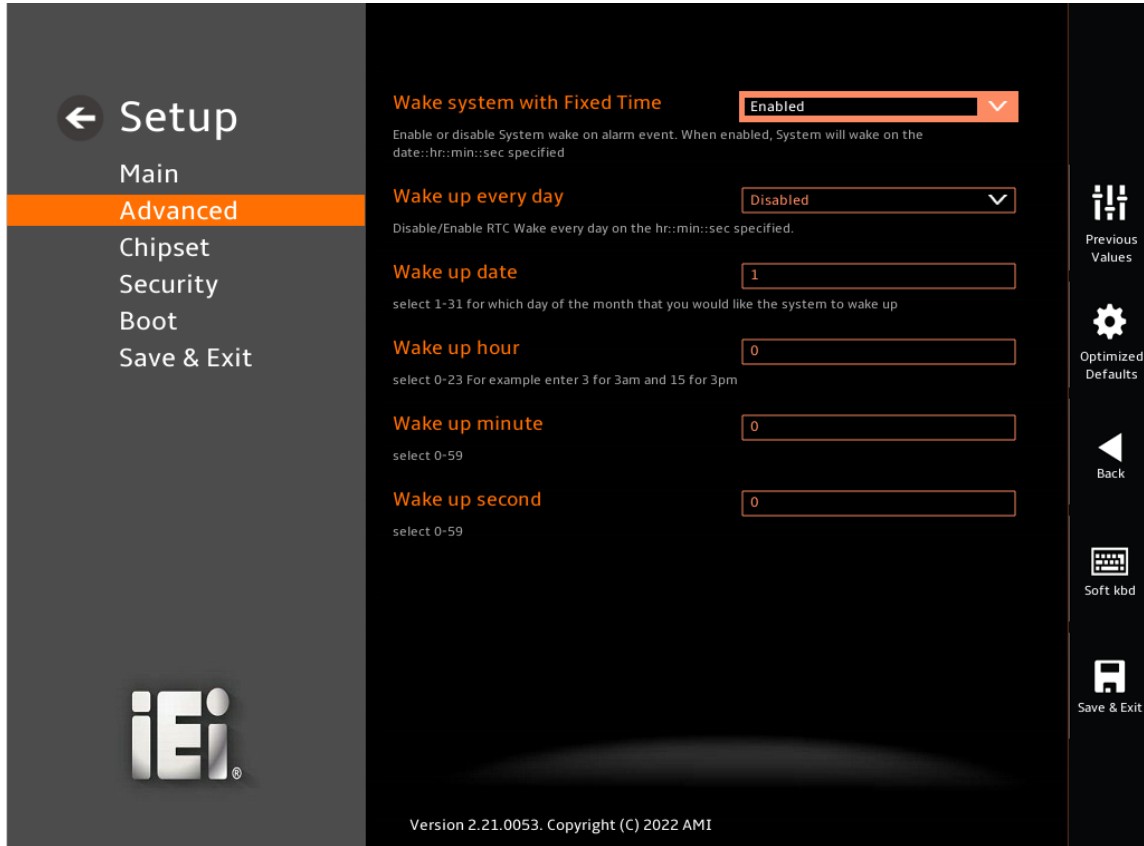 Setup
Main
Advanced
Chipset
Security
Boot
Save & Exit
iEi®
Wake system with Fixed Time
Enabled
Enable or disable System wake on alarm event. When enabled, System will wake on the
date::hr::min::sec specified
Wake up every day
Disabled
Disable/Enable RTC Wake every day on the hr::min::sec specified.
Wake up date
1
select 1-31 for which day of the month that you would like the system to wake up
Wake up hour
0
select 0-23 For example enter 3 for 3am and 15 for 3pm
Wake up minute
0
select 0-59
Wake up second
0
select 0-59
Version 2.21.0053. Copyright (C) 2022 AMI
Previous
Values
Optimized
Defaults
Back
Soft kbd
Save & Exit